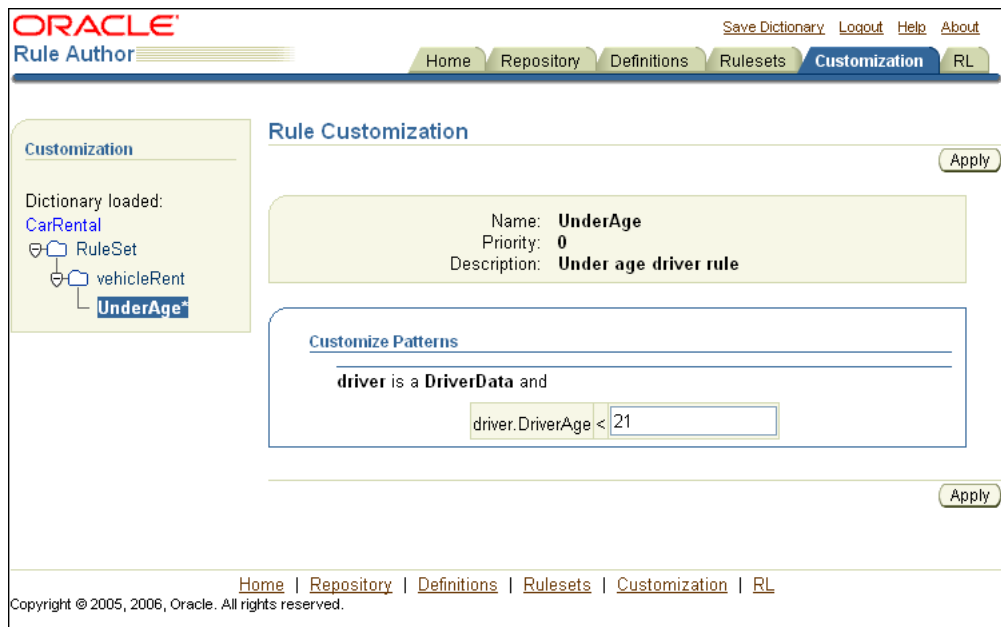 ORACLE
Save Dictionary Logout Help About
Rule Author
Home Repository Definitions Rulesets Customization RL
Customization
Dictionary loaded:
CarRental
RuleSet
vehicleRent
UnderAge*
Rule Customization
Apply
Name: UnderAge
Priority: 0
Description: Under age driver rule
Customize Patterns
driver is a DriverData and
driver.DriverAge < 21
Apply
Home | Repository | Definitions | Rulesets | Customization | RL
Copyright © 2005, 2006, Oracle. All rights reserved.